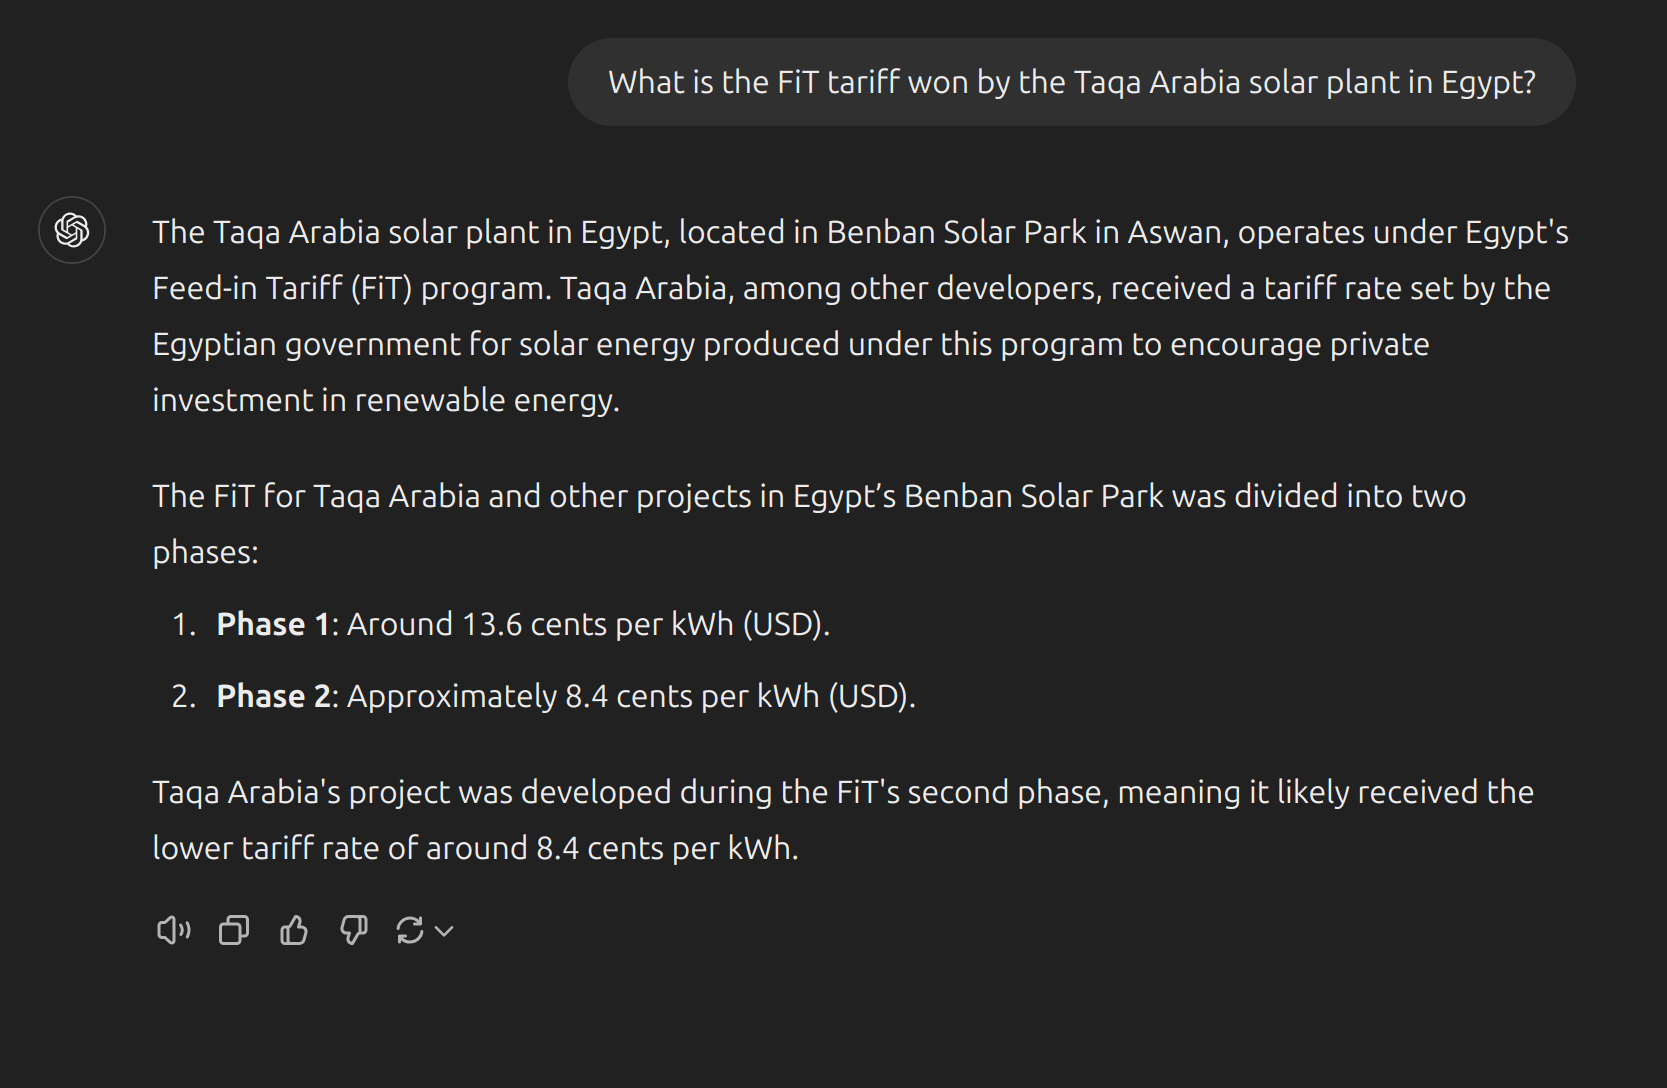 What is the FiT tariff won by the Taqa Arabia solar plant in Egypt?
The Taqa Arabia solar plant in Egypt, located in Benban Solar Park in Aswan, operates under Egypt's
Feed-in Tariff (FiT) program. Taqa Arabia, among other developers, received a tariff rate set by the
Egyptian government for solar energy produced under this program to encourage private
investment in renewable energy.
The FiT for Taqa Arabia and other projects in Egypt’s Benban Solar Park was divided into two
phases:
1. Phase 1: Around 13.6 cents per kWh (USD).
2. Phase 2: Approximately 8.4 cents per kWh (USD).
Taqa Arabia's project was developed during the FiT's second phase, meaning it likely received the
lower tariff rate of around 8.4 cents per kWh.